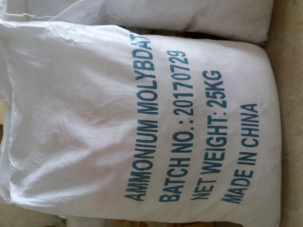 AMMONIUM MOLYBDAT
BATCH NO.: 20170729
NET WEIGHT: 25KG
MADE IN CHINA